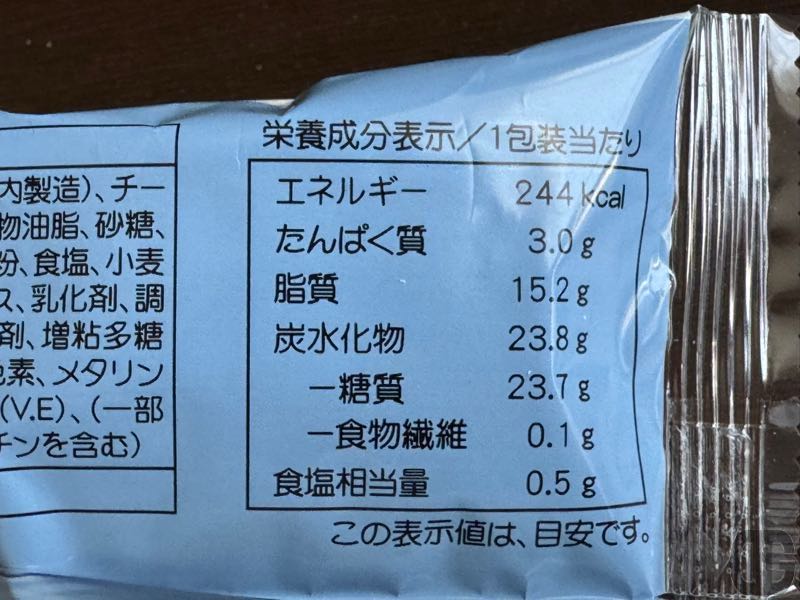 内製造)、チー
物油脂、砂糖、
粉、食塩、小麦
ス、乳化剤、調
剤、増粘多糖
色素、メタリン
(V.E)、(一部
チンを含む)
栄養成分表示/1包装当たり
エネルギー 244kcal
たんぱく質 3.0g
脂質 15.2g
炭水化物 23.8g
ー糖質 23.7g
ー食物繊維 0.1g
食塩相当量 0.5g
この表示値は、目安です。